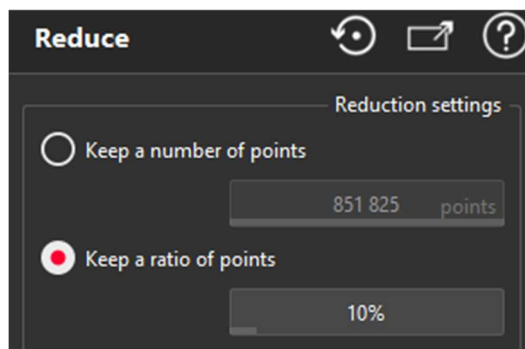 Reduce
Reduction settings
Keep a number of points
851 825 points
Keep a ratio of points
10%